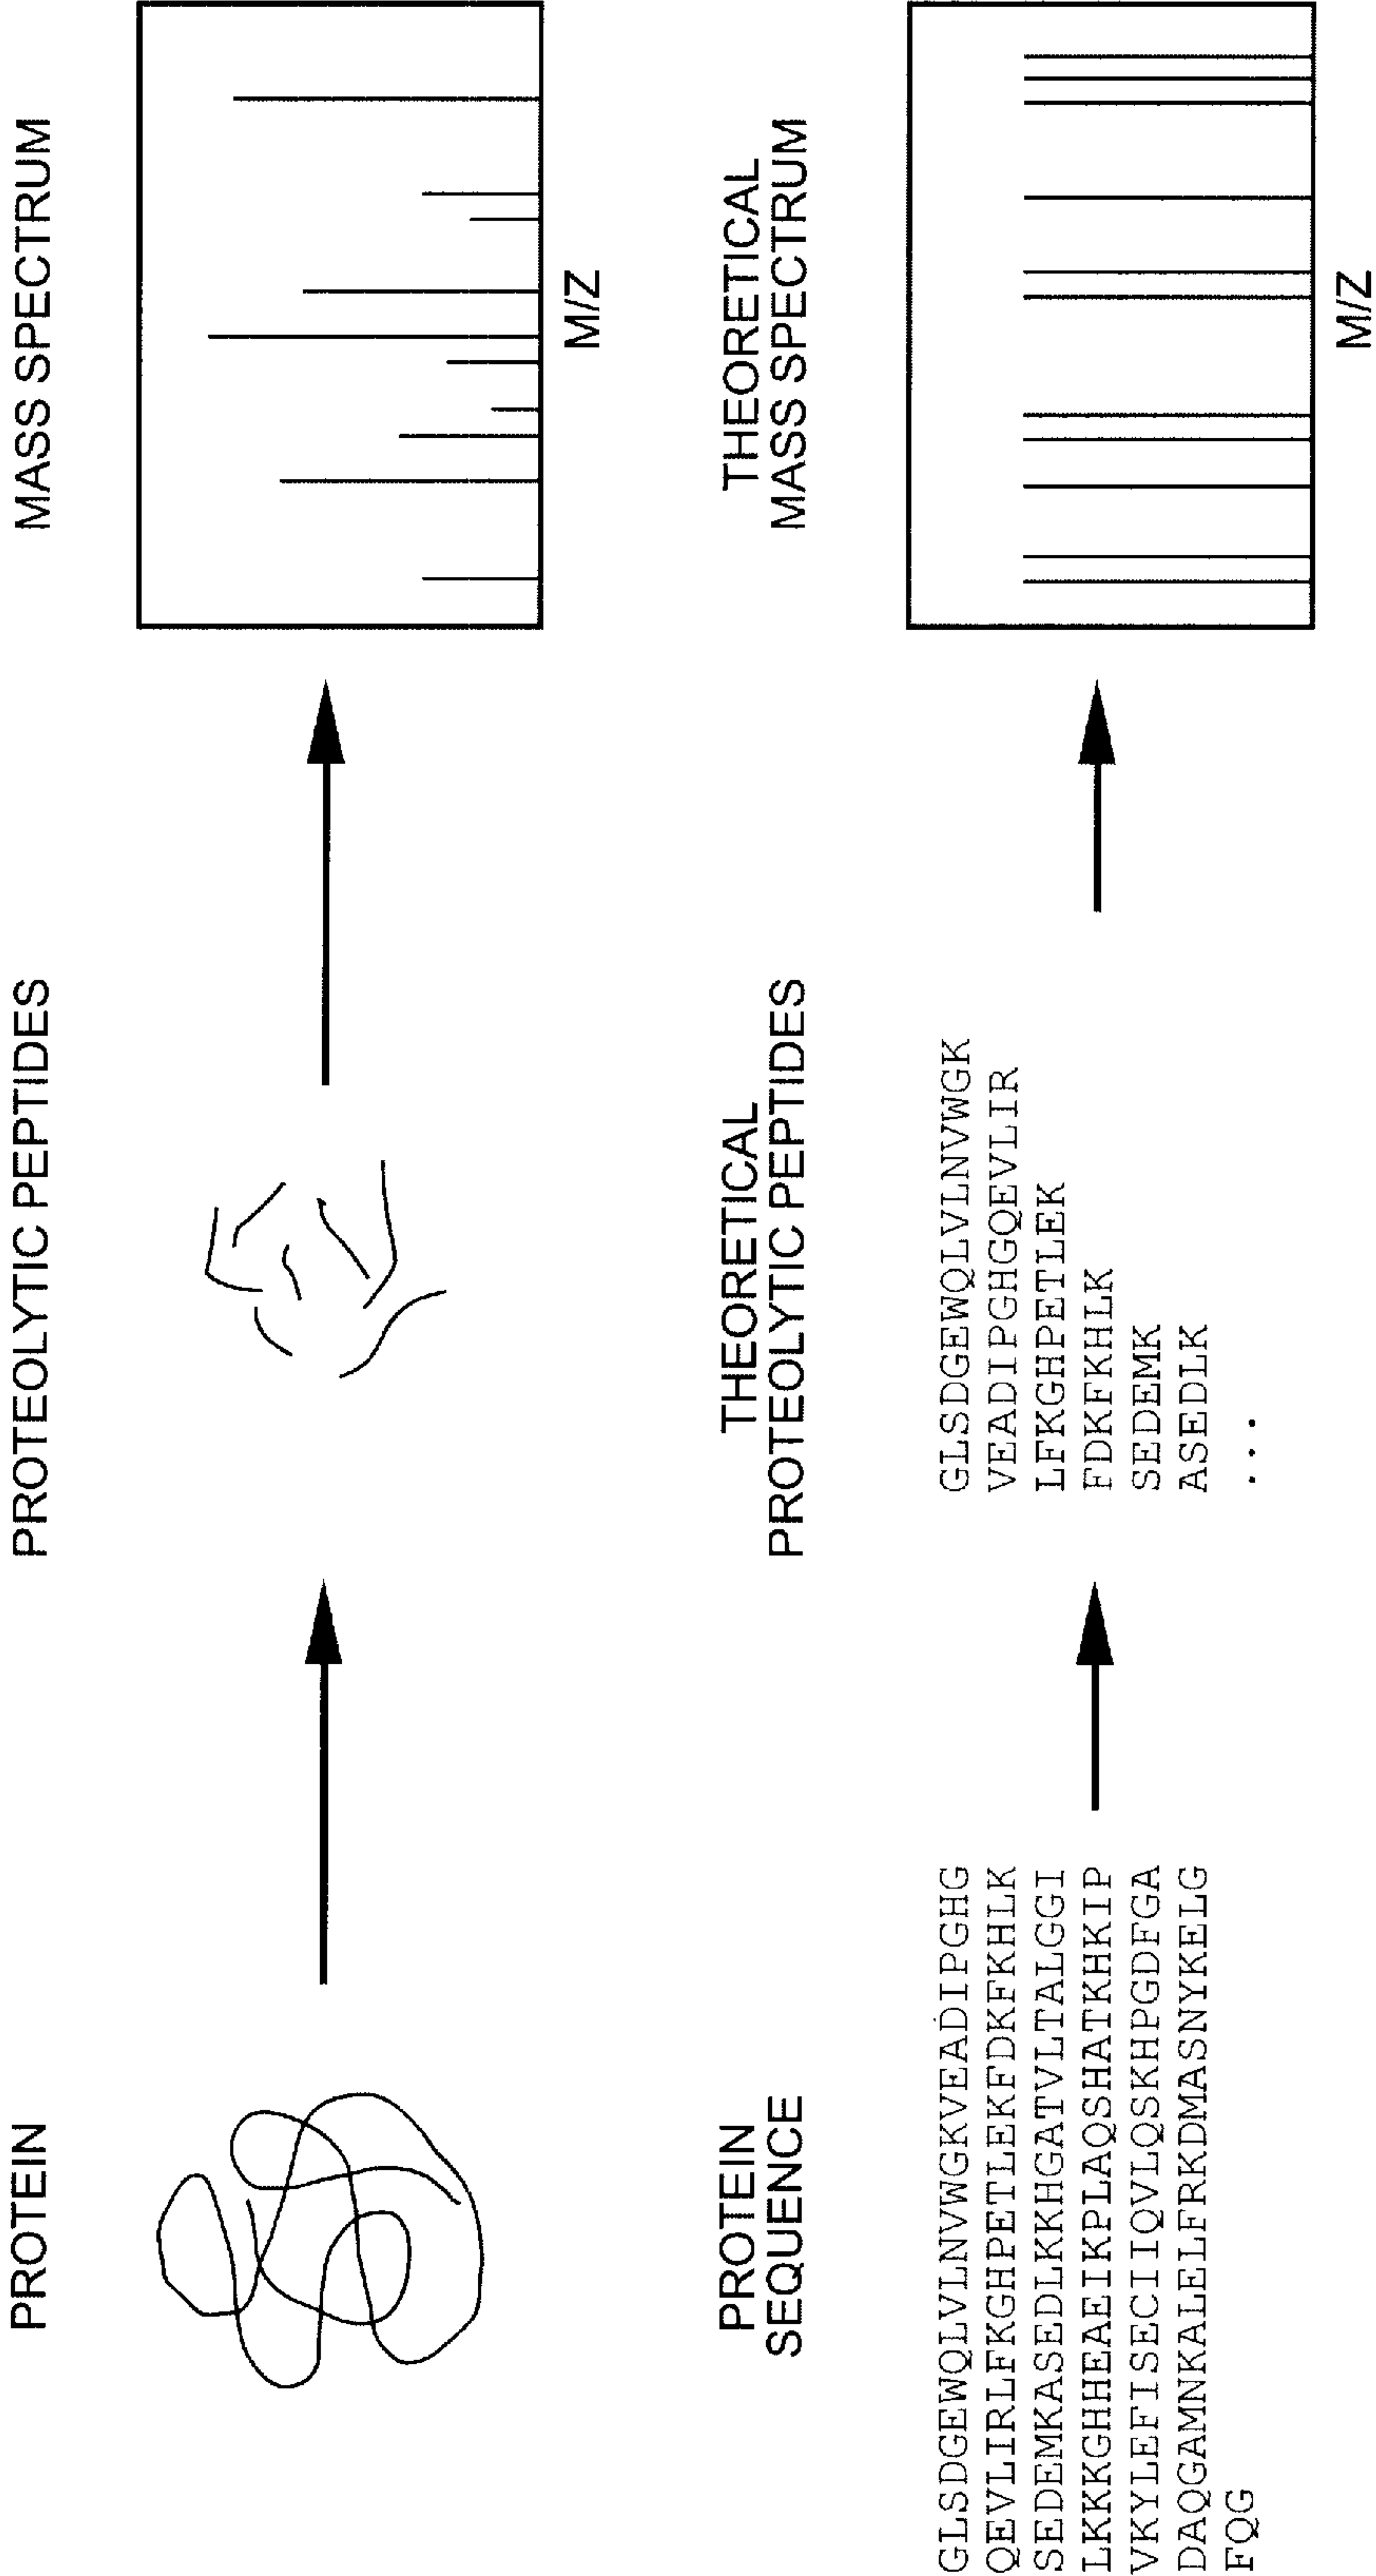 PROTEIN
PROTEOLYTIC PEPTIDES
MASS SPECTRUM
M/Z
PROTEIN
SEQUENCE
GLSDGEWQLVLNVWGKVEADIPGHG
QEVLIRLFKGHPETLEKFDKFKHLK
SEDEMKASEDLKKHGATVLTALGGI
LKKKGHHEAEIKPLAQSHATKHKIP
VKYLEFISECIIQVLQSKHPGDFGA
DAQGAMNKALELFRKDMASNYKELG
FQG
THEORETICAL
PROTEOLYTIC PEPTIDES
GLSDGEWQLVLNVWGK
VEADIPGHGQEVLIR
LFKGHPETLEK
FDKFKHLK
SEDEMK
ASEDLK
...
THEORETICAL
MASS SPECTRUM
M/Z